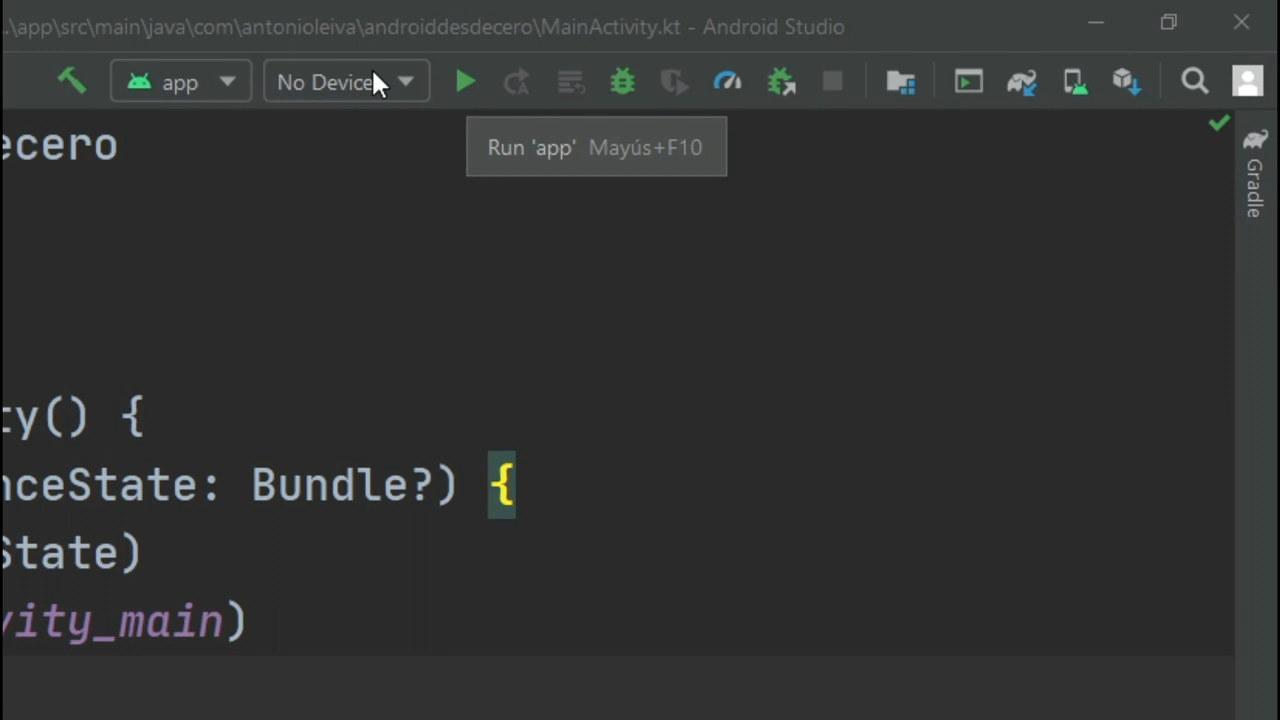 ..\app\src\main\java\com\antonioleiva\androiddesdecero\MainActivity.kt - Android Studio
app No Device
Run 'app' Mayús+F10
ecero
Gradle
ty() {
nceState: Bundle?) {
State)
vity_main)